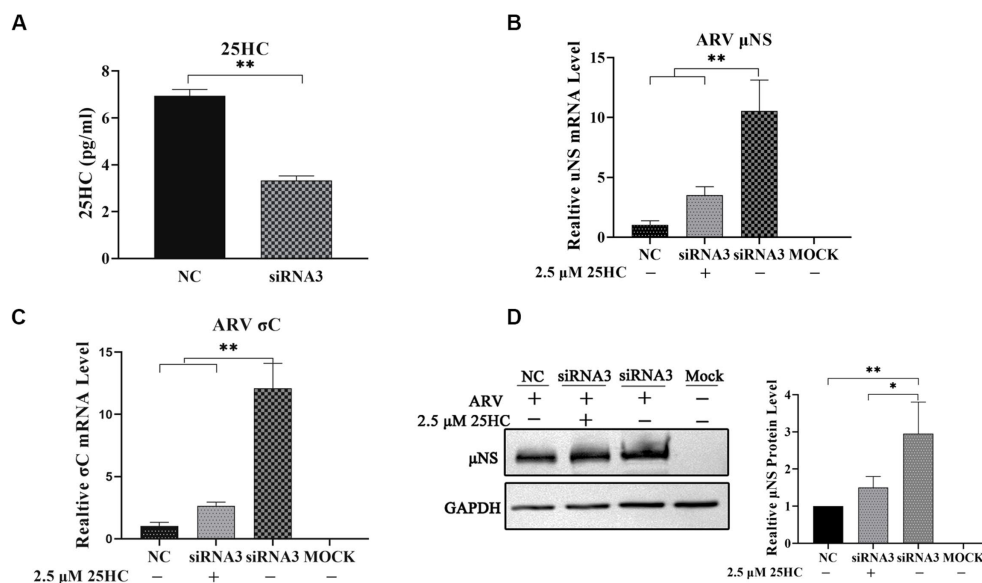 A
25HC
**
25HC (pg/ml)
8
6
4
2
0
NC siRNA3
B
ARV µNS
**
Realtive uNS mRNA Level
15
10
5
0
NC siRNA3 siRNA3 MOCK
2.5 µM 25HC – + – –
C
ARV σC
**
Realtive σC mRNA Level
15
10
5
0
NC siRNA3 siRNA3 MOCK
2.5 µM 25HC – + – –
D
NC siRNA3 siRNA3 Mock
ARV + + + –
2.5 µM 25HC – + – –
µNS
GAPDH
**
*
Realtive µNS Protein Level
4
3
2
1
0
NC siRNA3 siRNA3 MOCK
2.5 µM 25HC – + – –